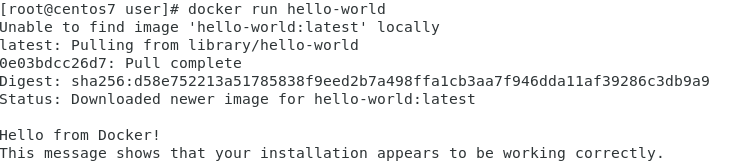 [root@centos7 user]# docker run hello-world
Unable to find image 'hello-world:latest' locally
latest: Pulling from library/hello-world
0e03bdcc26d7: Pull complete
Digest: sha256:d58e752213a51785838f9eed2b7a498ffa1cb3aa7f946dda11af39286c3db9a9
Status: Downloaded newer image for hello-world:latest

Hello from Docker!
This message shows that your installation appears to be working correctly.